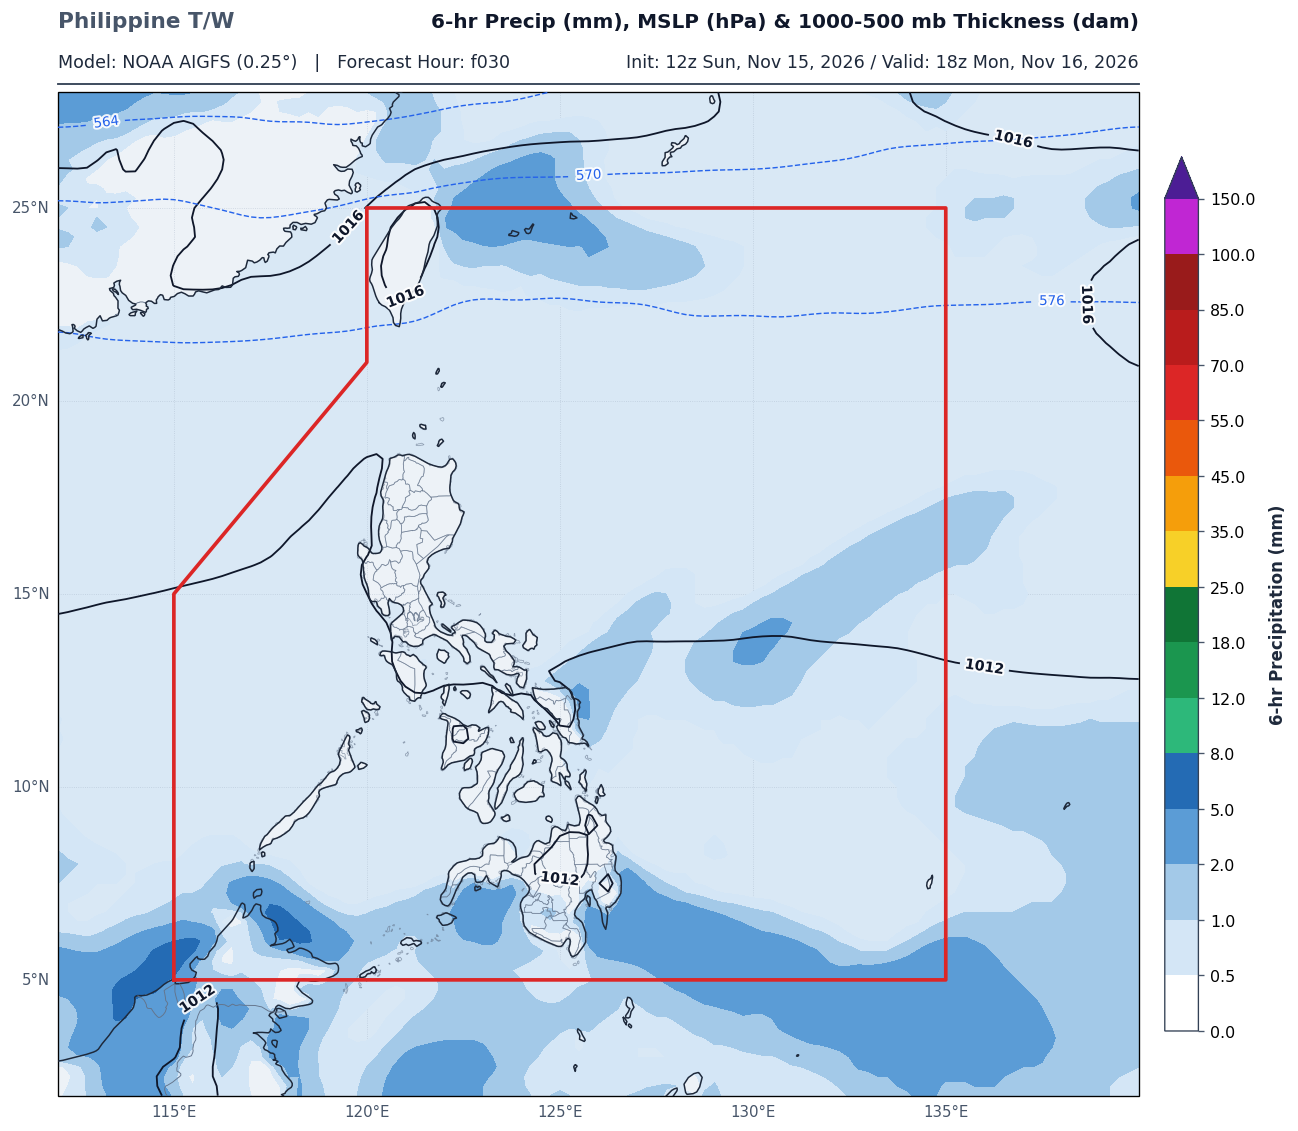 Philippine T/W
6-hr Precip (mm), MSLP (hPa) & 1000-500 mb Thickness (dam)
Model: NOAA AIGFS (0.25°) | Forecast Hour: f030
Init: 12z Sun, Nov 15, 2026 / Valid: 18z Mon, Nov 16, 2026
564
1016
570
1016
1016
576
1016
1012
1012
1012
25°N
20°N
15°N
10°N
5°N
115°E
120°E
125°E
130°E
135°E
150.0
100.0
85.0
70.0
55.0
45.0
35.0
25.0
18.0
12.0
8.0
5.0
2.0
1.0
0.5
0.0
6-hr Precipitation (mm)